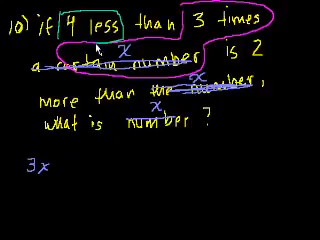 10) if 4 less than 3 times
x
a certain number is 2
x
more than the number,
x
what is number ?
3x